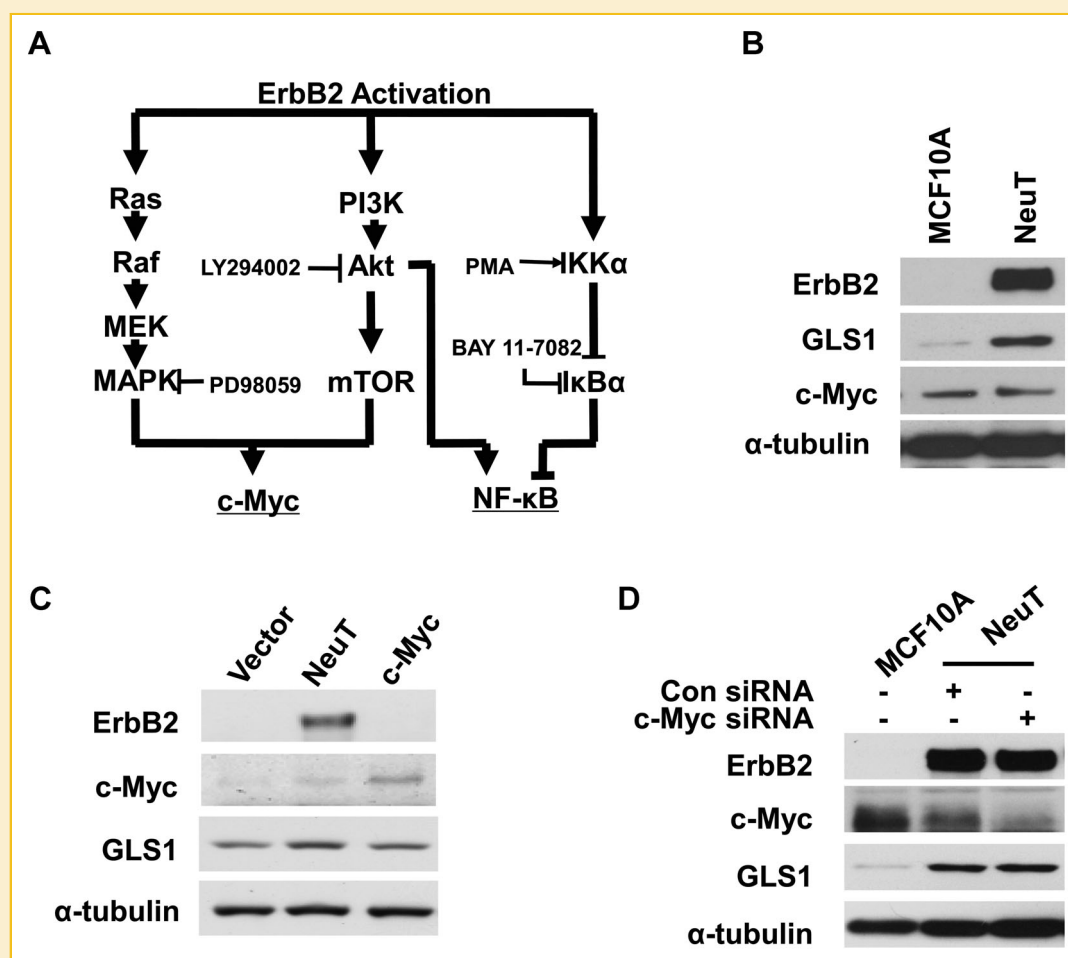 A
ErbB2 Activation
Ras
PI3K
Raf
LY294002
Akt
PMA
IKKα
MEK
BAY 11-7082
MAPK
PD98059
mTOR
IκBα
c-Myc
NF-κB
B
MCF10A
NeuT
ErbB2
GLS1
c-Myc
α-tubulin
C
Vector
NeuT
c-Myc
ErbB2
c-Myc
GLS1
α-tubulin
D
MCF10A
NeuT
Con siRNA - + -
c-Myc siRNA - - +
ErbB2
c-Myc
GLS1
α-tubulin